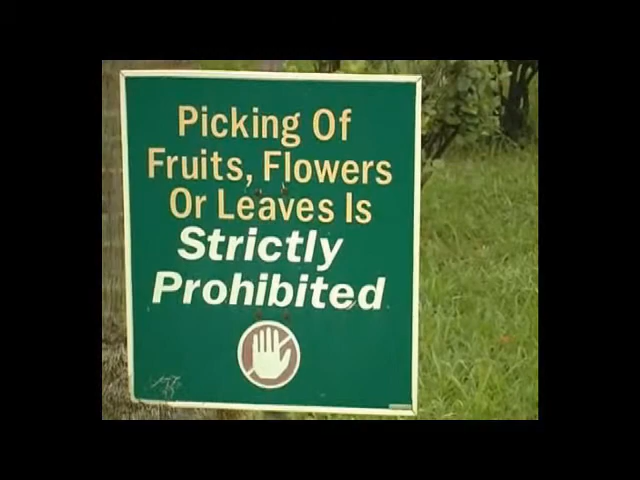 Picking Of
Fruits, Flowers
Or Leaves Is
Strictly
Prohibited